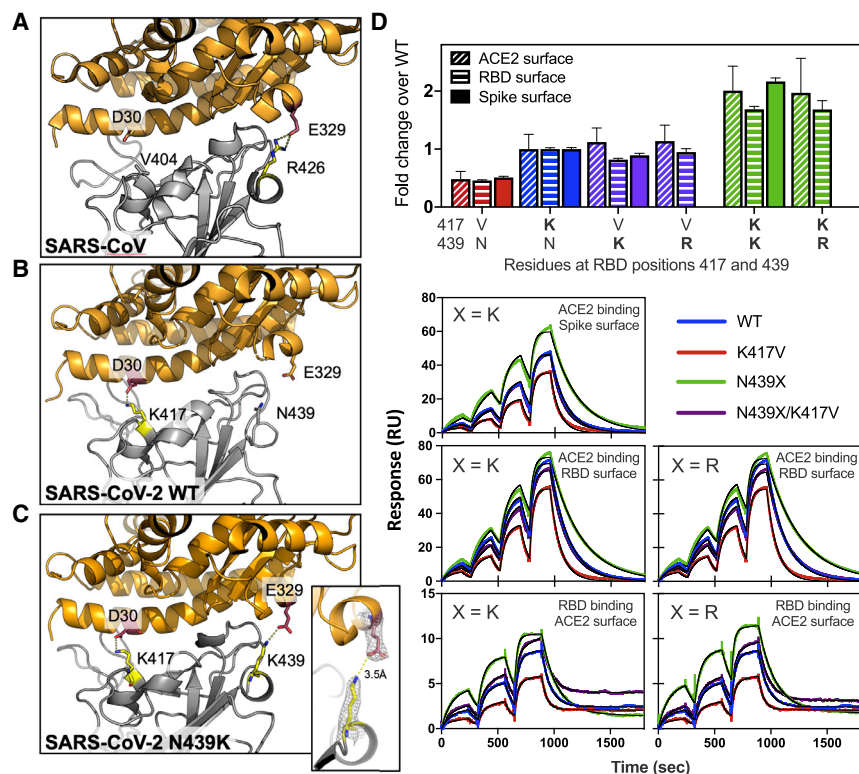 A
D30
E329
V404
R426
SARS-CoV
B
D30
E329
K417
N439
SARS-CoV-2 WT
C
D30
E329
K417
K439
3.5Å
SARS-CoV-2 N439K
D
Fold change over WT
2
1
0
ACE2 surface
RBD surface
Spike surface
417 V K V V K K
439 N N K R K R
Residues at RBD positions 417 and 439
Response (RU)
80
60
40
20
0
X = K
ACE2 binding
Spike surface
WT
K417V
N439X
N439X/K417V
80
60
40
20
0
X = K
ACE2 binding
RBD surface
X = R
ACE2 binding
RBD surface
15
10
5
0
X = K
RBD binding
ACE2 surface
X = R
RBD binding
ACE2 surface
0 500 1000 1500
0 500 1000 1500
Time (sec)